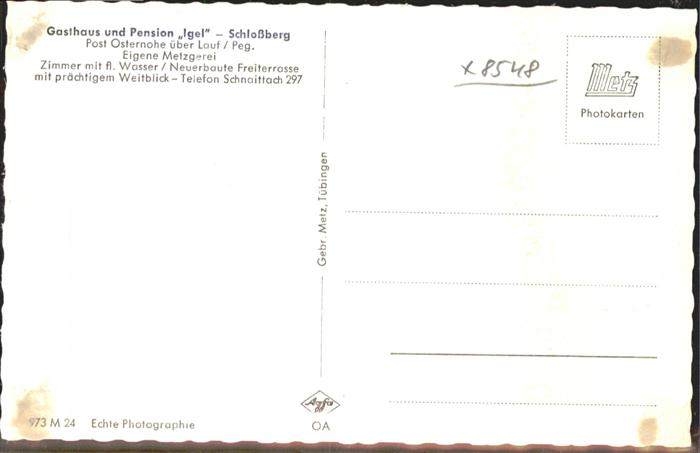 Gasthaus und Pension „Igel" – Schloßberg
Post Osternohe über Lauf / Peg.
Eigene Metzgerei
Zimmer mit fl. Wasser / Neuerbaute Freiterrasse
mit prächtigem Weitblick – Telefon Schnaittach 297
x 8548
Metz
Photokarten
Gebr. Metz, Tübingen
Agfa
OA
973 M 24 Echte Photographie